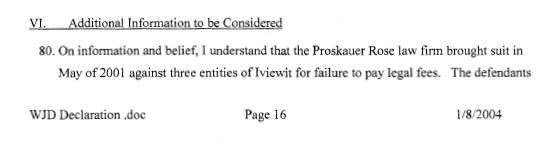 VI. Additional Information to be Considered
80. On information and belief, I understand that the Proskauer Rose law firm brought suit in
May of 2001 against three entities of Iviewit for failure to pay legal fees. The defendants
WJD Declaration .doc Page 16 1/8/2004